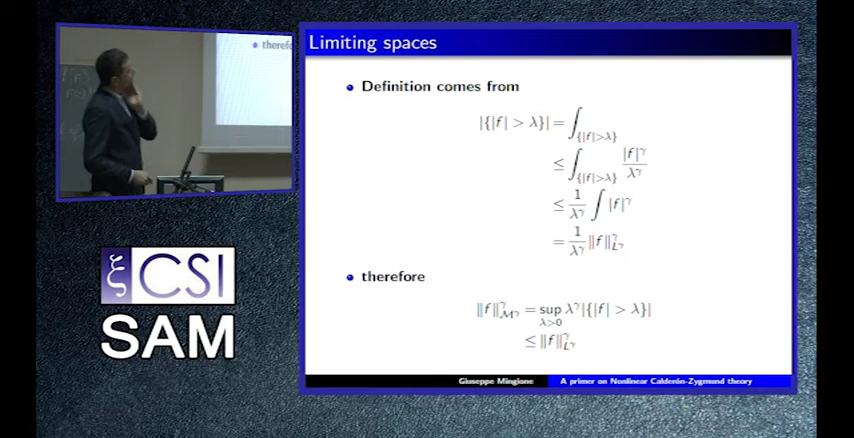 therefo
Limiting spaces
Definition comes from
|{|f| > λ}| = ∫_{{|f|>λ}}
≤ ∫_{{|f|>λ}} |f|^γ / λ^γ
≤ 1/λ^γ ∫ |f|^γ
= 1/λ^γ ‖f‖^γ_{L^γ}
therefore
‖f‖^γ_{M^γ} = sup_{λ>0} λ^γ |{|f| > λ}|
≤ ‖f‖^γ_{L^γ}
Giuseppe Mingione A primer on Nonlinear Calderón-Zygmund theory
ξ CSI
SAM